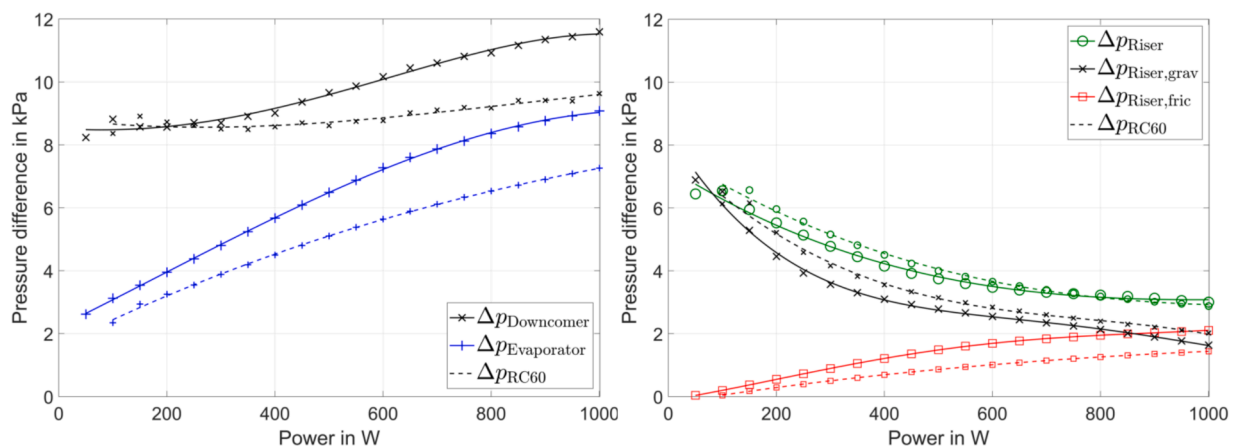 12
10
8
6
4
2
0
Pressure difference in kPa
0
200
400
600
800
1000
Power in W
Δp_Downcomer
Δp_Evaporator
Δp_RC60
12
10
8
6
4
2
0
Pressure difference in kPa
0
200
400
600
800
1000
Power in W
Δp_Riser
Δp_Riser,grav
Δp_Riser,fric
Δp_RC60